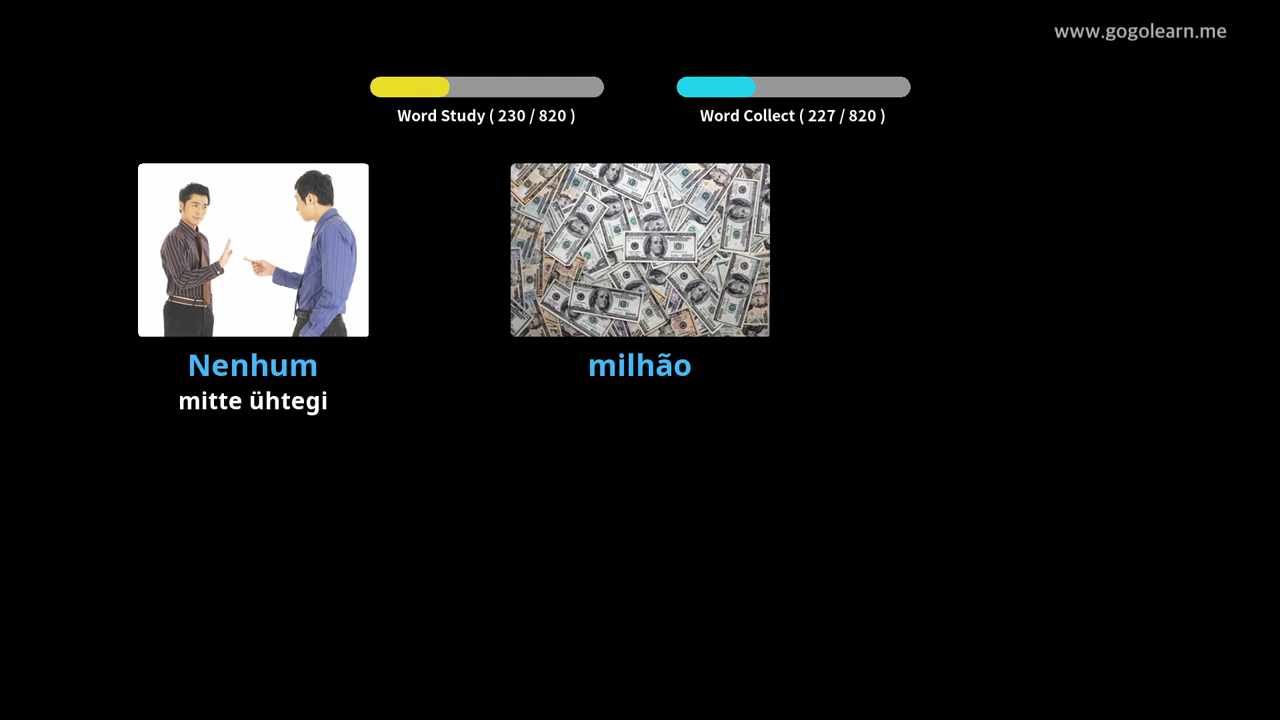 www.gogolearn.me
Word Study ( 230 / 820 )
Word Collect ( 227 / 820 )
Nenhum
mitte ühtegi
milhão